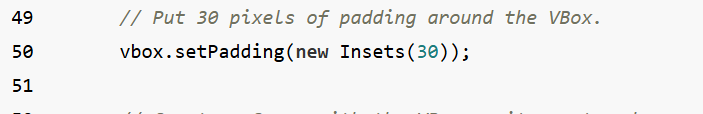 49 // Put 30 pixels of padding around the VBox.
50 vbox.setPadding(new Insets(30));
51